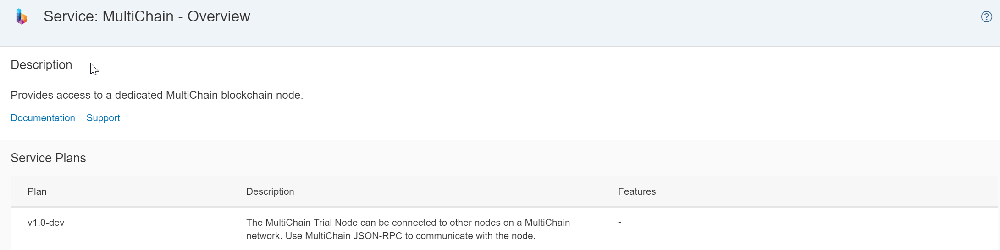 Service: MultiChain - Overview
?
Description
Provides access to a dedicated MultiChain blockchain node.
Documentation Support
Service Plans
Plan Description Features
v1.0-dev The MultiChain Trial Node can be connected to other nodes on a MultiChain -
network. Use MultiChain JSON-RPC to communicate with the node.